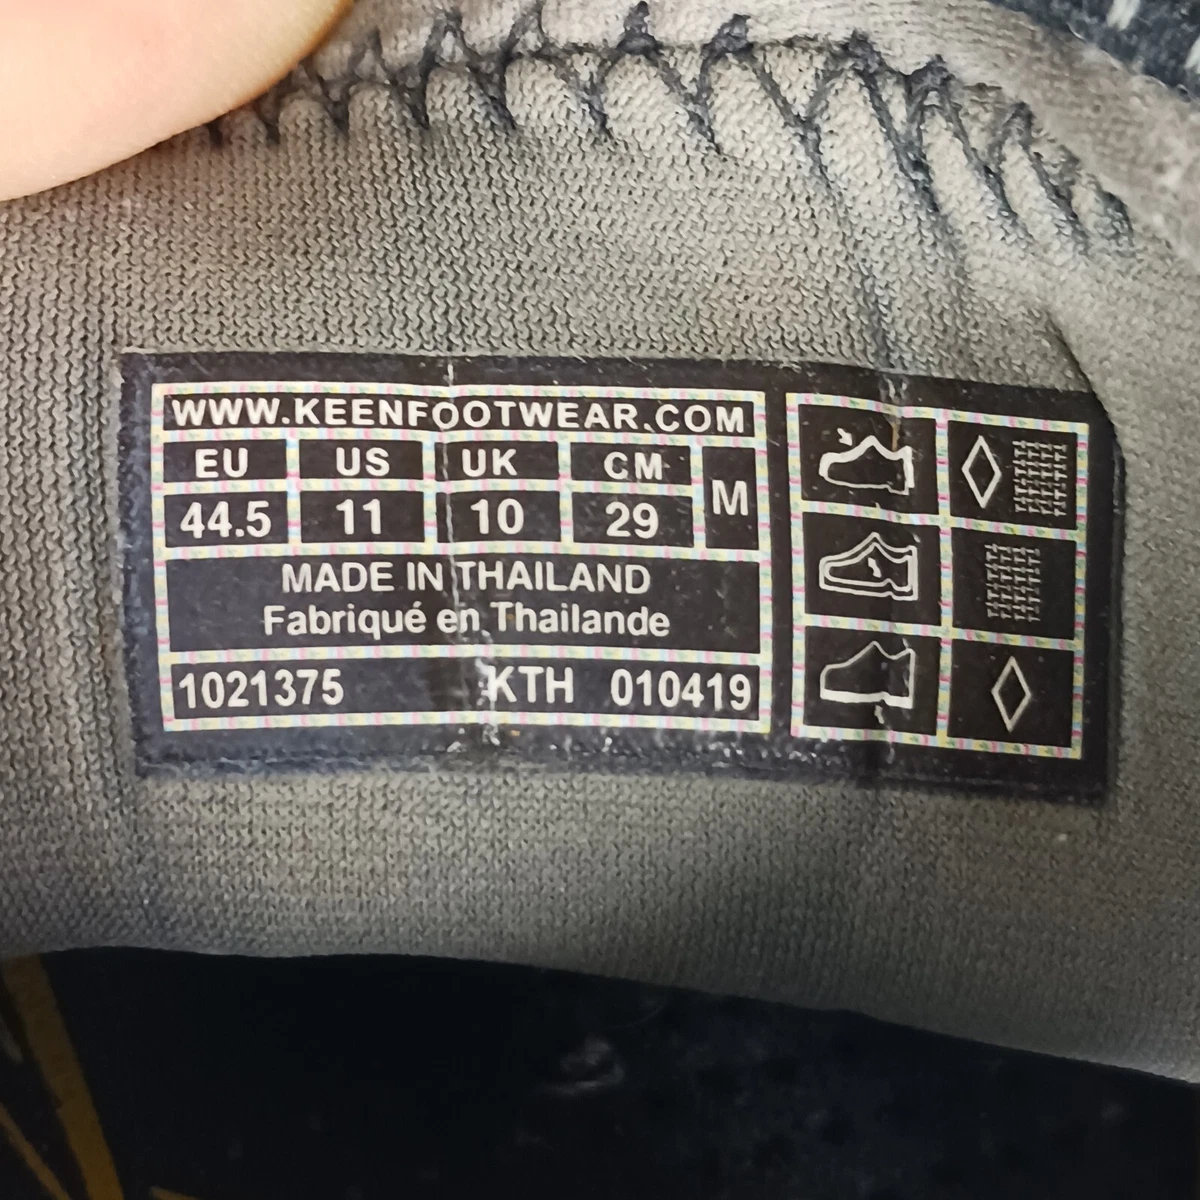 WWW.KEENFOOTWEAR.COM
EU US UK CM M
44.5 11 10 29
MADE IN THAILAND
Fabriqué en Thailande
1021375 KTH 010419